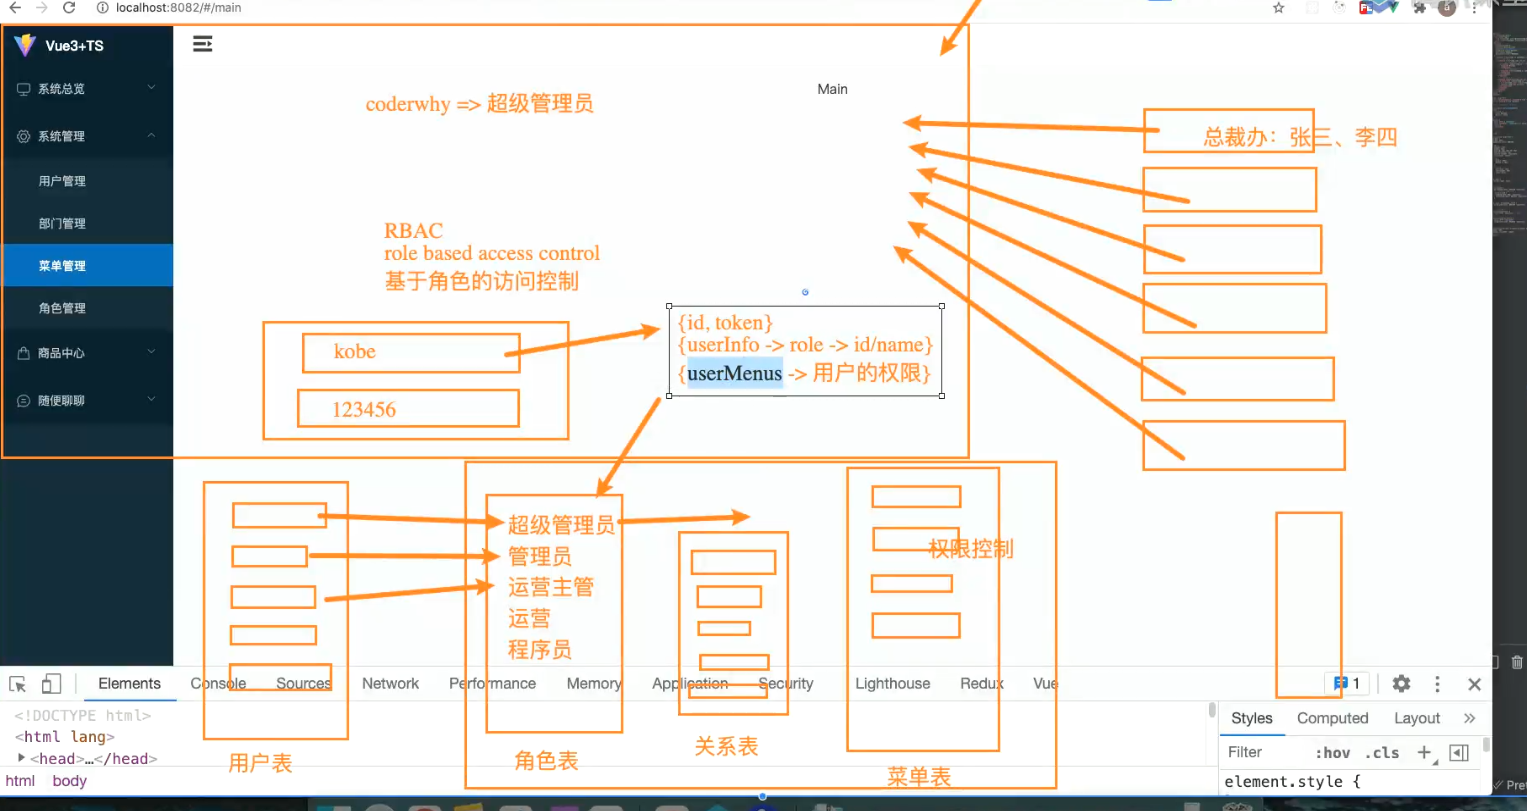 localhost:8082/#/main
Vue3+TS
系统总览
系统管理
用户管理
部门管理
菜单管理
角色管理
商品中心
随便聊聊
Main
coderwhy => 超级管理员
RBAC
role based access control
基于角色的访问控制
kobe
123456
{id, token}
{userInfo -> role -> id/name}
{userMenus -> 用户的权限}
总裁办：张三、李四
超级管理员
管理员
运营主管
运营
程序员
权限控制
用户表
角色表
关系表
菜单表
Elements Console Sources Network Performance Memory Application Security Lighthouse Redux Vue 1
<!DOCTYPE html>
<html lang>
<head>…</head>
html body
Styles Computed Layout
Filter :hov .cls
element.style {